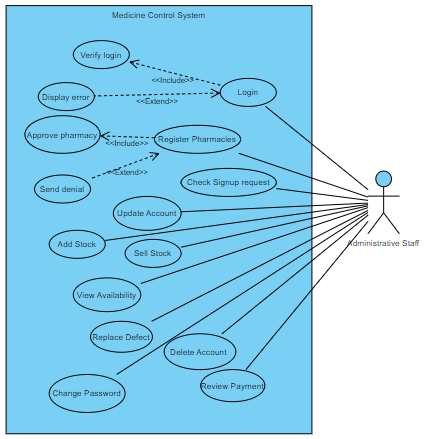 Medicine Control System
Verify login
<<Include>>
Login
Display error
<<Extend>>
Approve pharmacy
Register Pharmacies
<<Include>>
<<Extend>>
Send denial
Check Signup request
Update Account
Add Stock
Sell Stock
Administrative Staff
View Availability
Replace Defect
Delete Account
Change Password
Review Payment